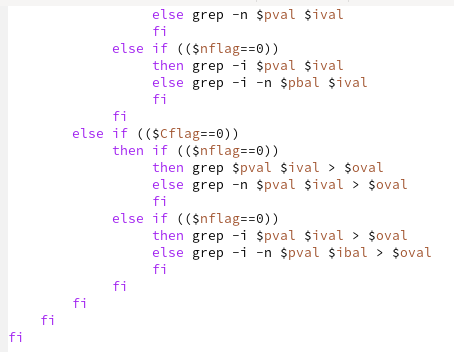 else grep -n $pval $ival
fi
else if (($nflag==0))
then grep -i $pval $ival
else grep -i -n $pbal $ival
fi
fi
else if (($Cflag==0))
then if (($nflag==0))
then grep $pval $ival > $oval
else grep -n $pval $ival > $oval
fi
else if (($nflag==0))
then grep -i $pval $ival > $oval
else grep -i -n $pval $ibal > $oval
fi
fi
fi
fi
fi